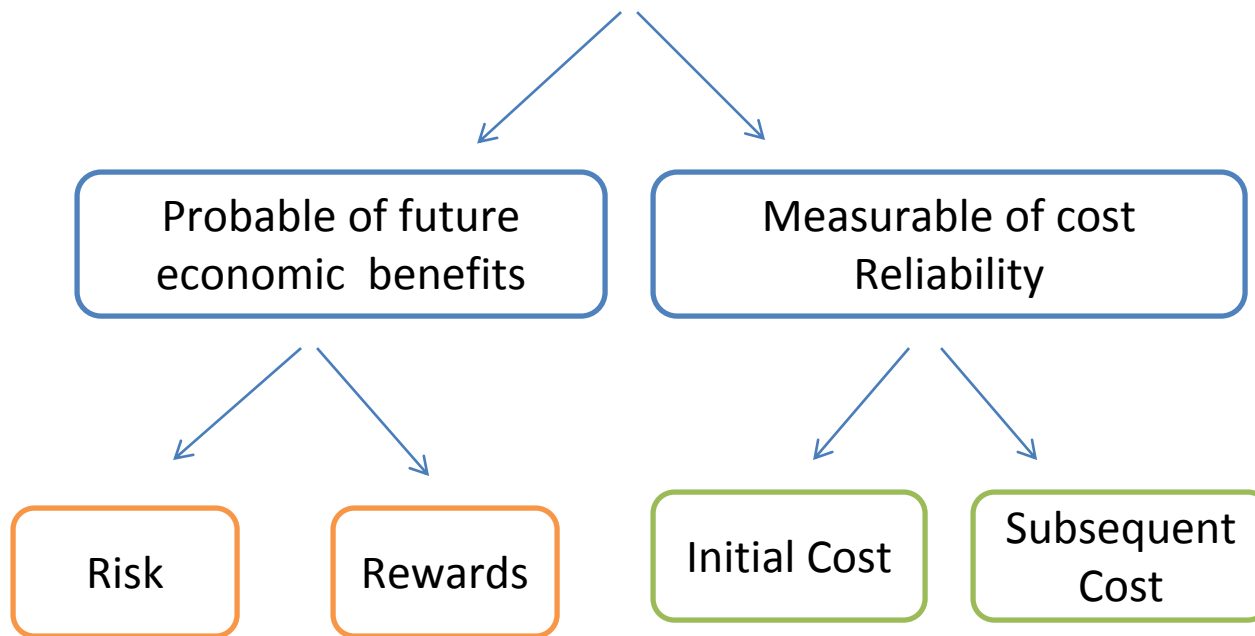 Probable of future
economic  benefits
Measurable of cost
Reliability
Risk
Rewards
Initial Cost
Subsequent
Cost